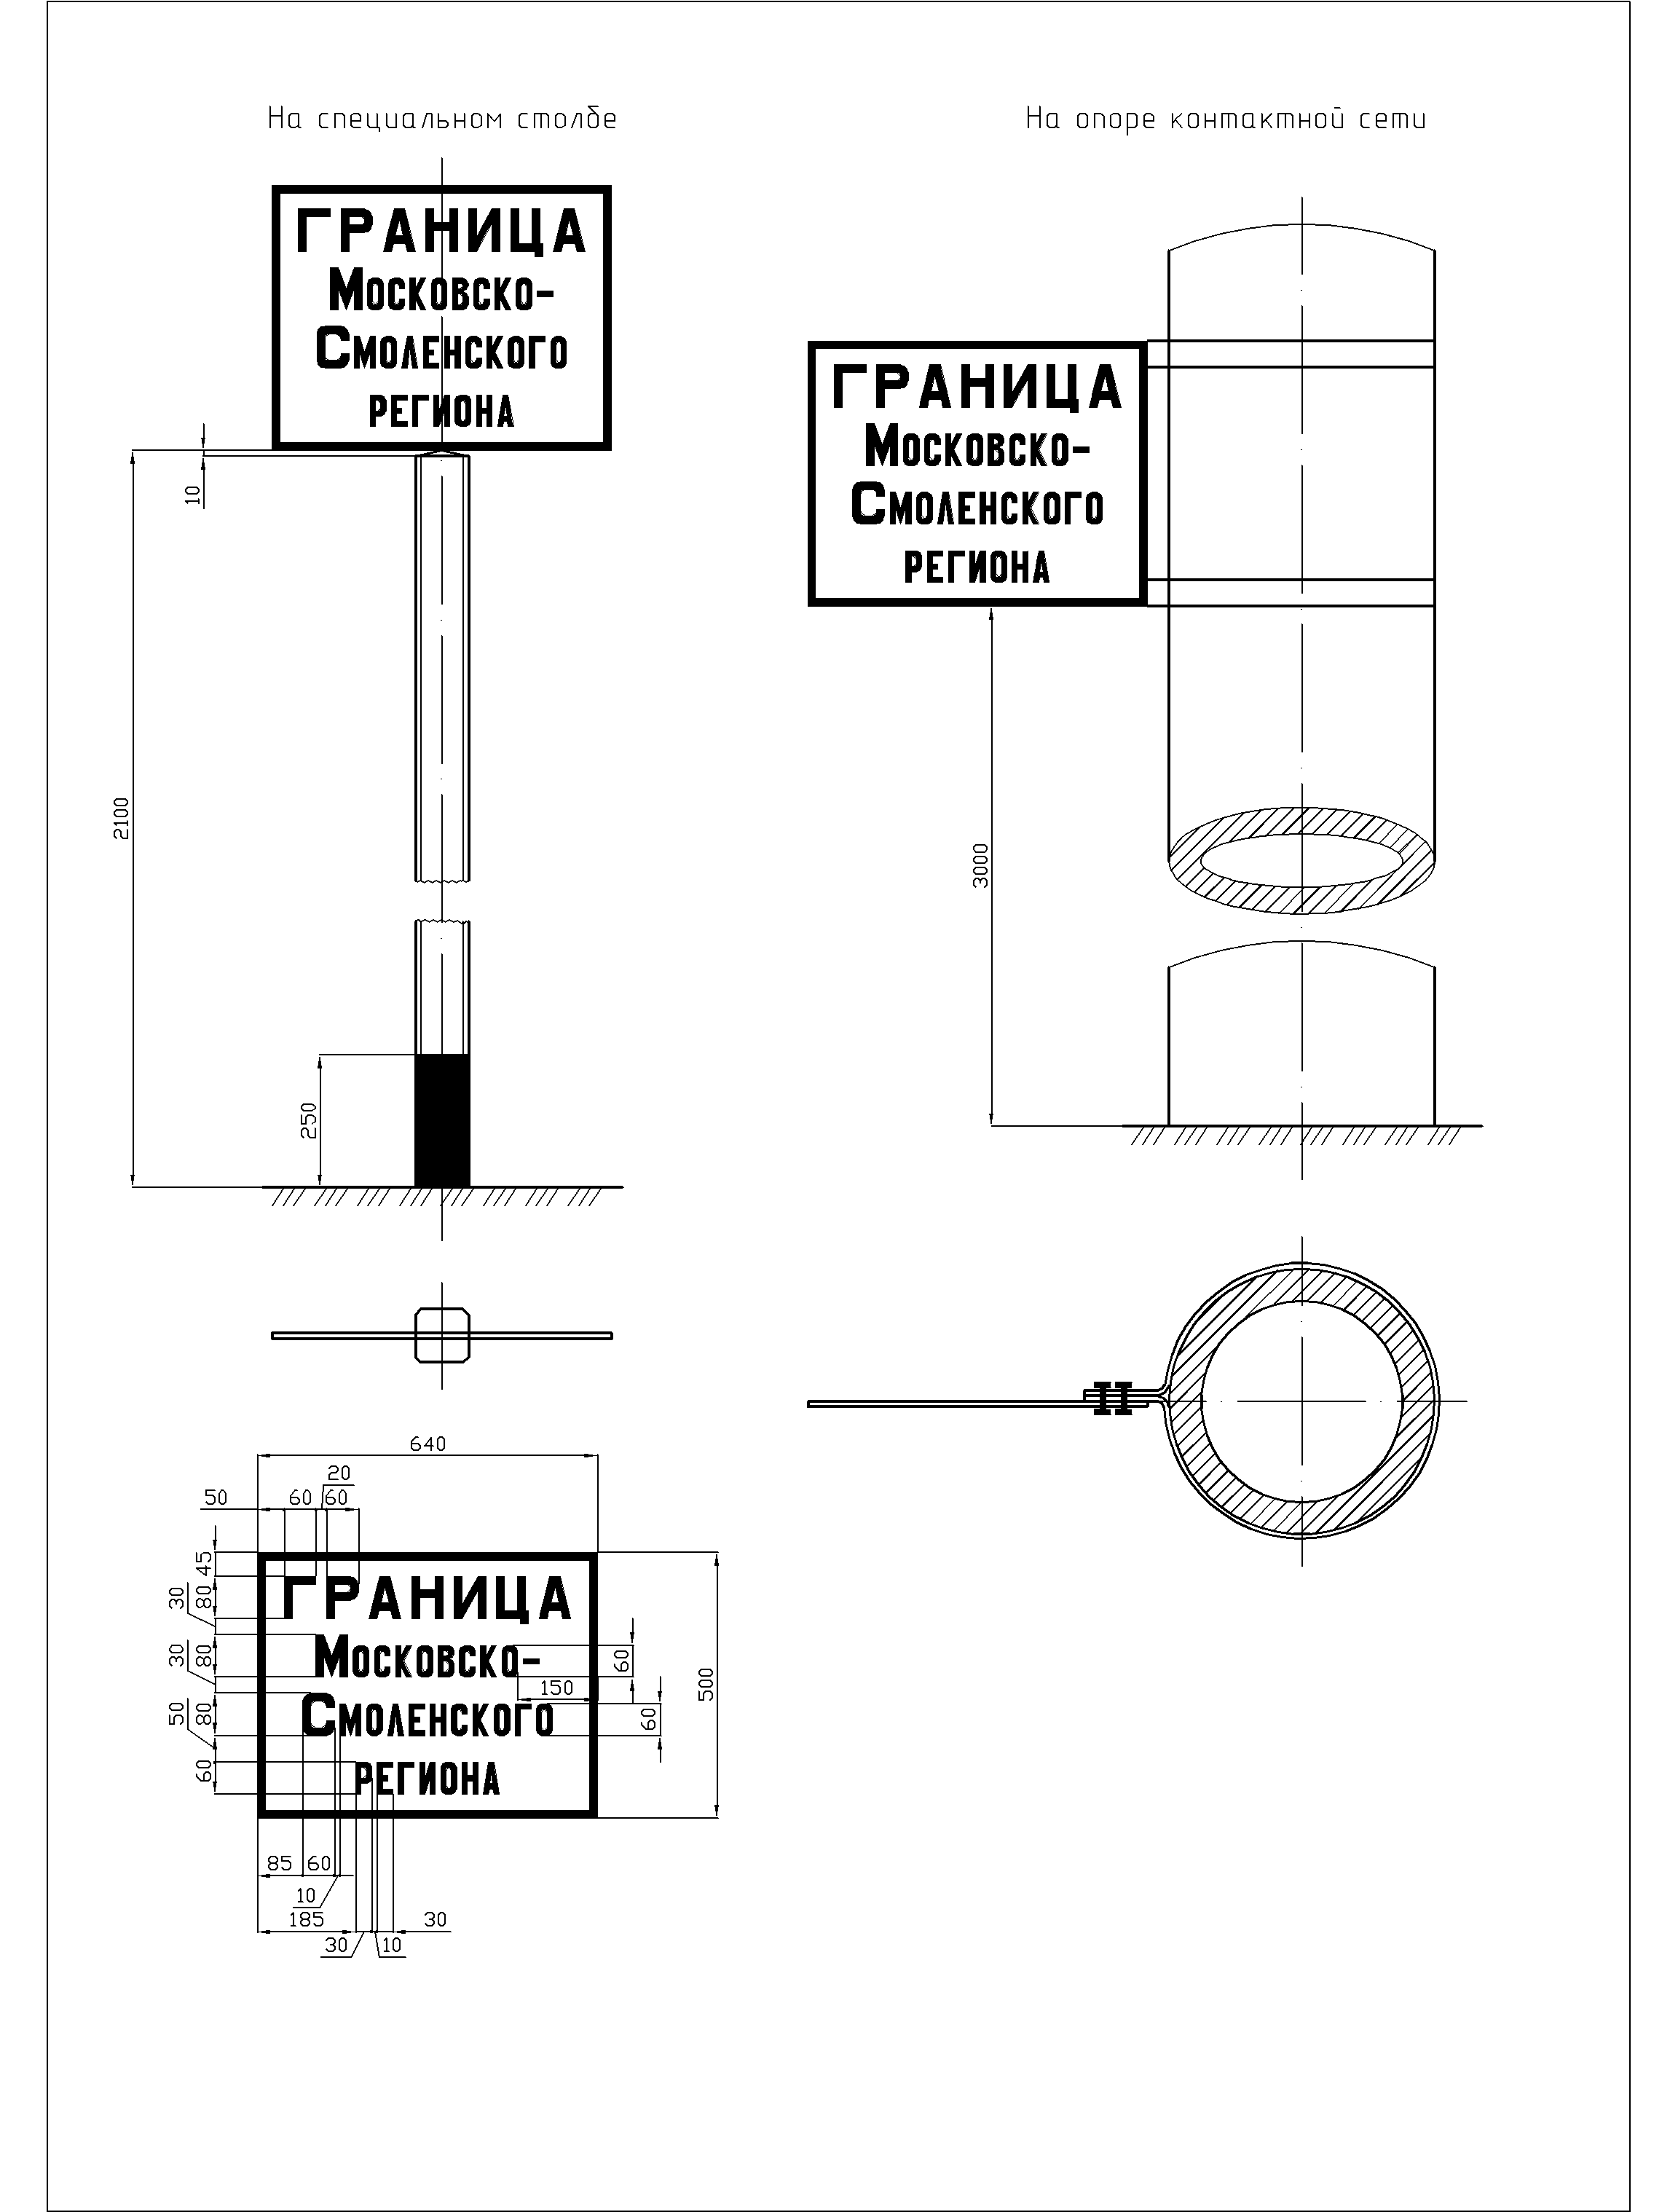 На специальном столбе
На опоре контактной сети
ГРАНИЦА
Московско-
Смоленского
региона
ГРАНИЦА
Московско-
Смоленского
региона
10
2100
3000
250
640
20
50
60
60
45
80
30
80
30
80
50
60
ГРАНИЦА
Московско-
Смоленского
региона
60
150
60
500
85
60
10
185
30
30
10